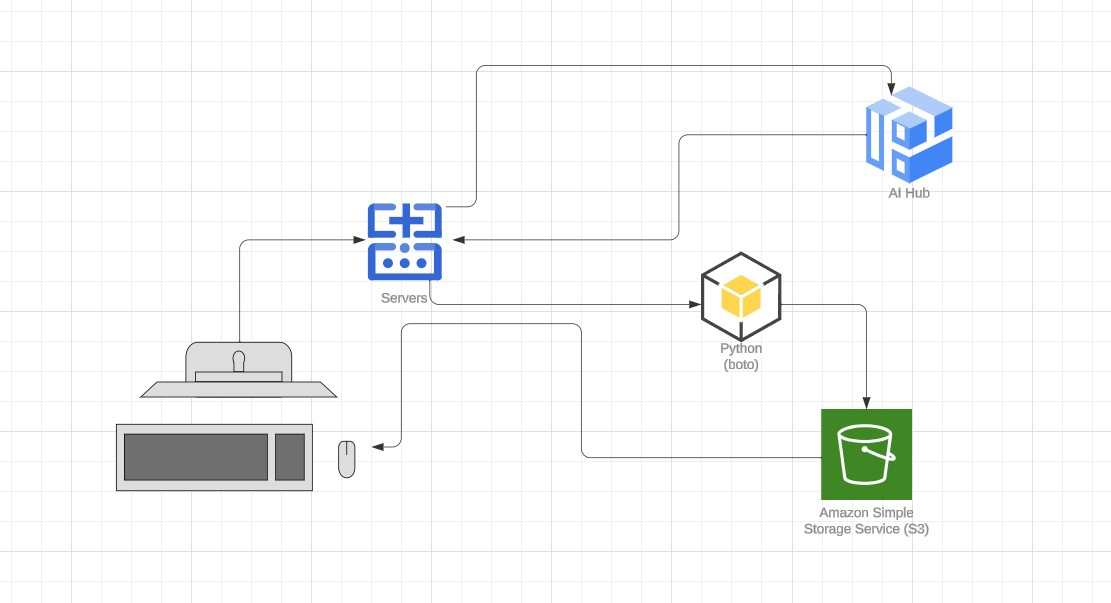 AI Hub
Servers
Python
(boto)
Amazon Simple
Storage Service (S3)